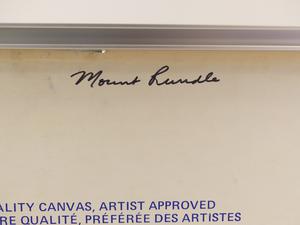 Mount Rundle
ALITY CANVAS, ARTIST APPROVED
RE QUALITÉ, PRÉFÉRÉE DES ARTISTES